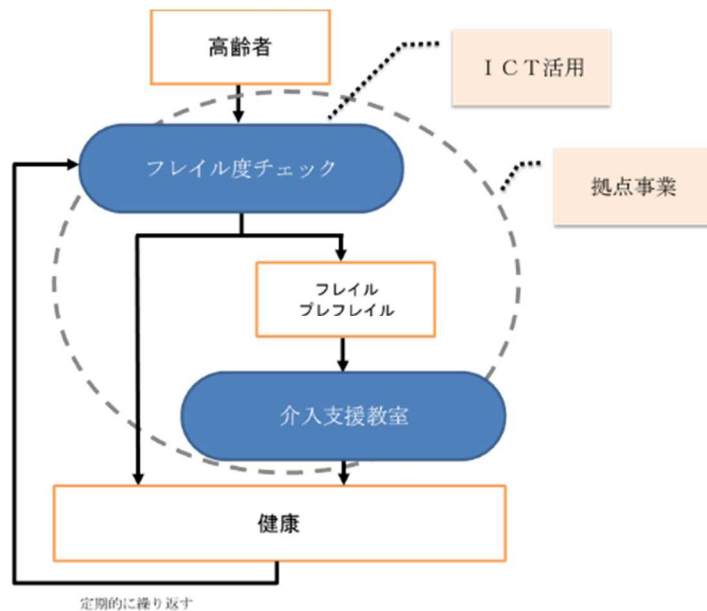 高齢者
ＩＣＴ活用
フレイル度チェック
拠点事業
フレイル
プレフレイル
介入支援教室
健康
定期的に繰り返す